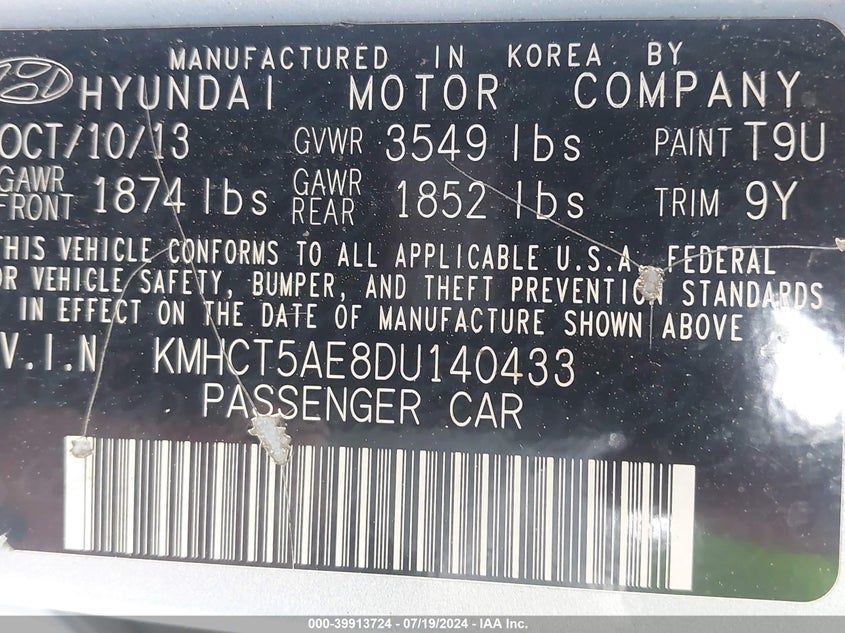 MANUFACTURED IN KOREA BY
HYUNDAI MOTOR COMPANY
OCT/10/13 GVWR 3549 lbs PAINT T9U
GAWR FRONT 1874 lbs GAWR REAR 1852 lbs TRIM 9Y
THIS VEHICLE CONFORMS TO ALL APPLICABLE U.S.A. FEDERAL
OR VEHICLE SAFETY, BUMPER, AND THEFT PREVENTION STANDARDS
IN EFFECT ON THE DATE OF MANUFACTURE SHOWN ABOVE
V.I.N KMHCT5AE8DU140433
PASSENGER CAR
000-39913724 - 07/19/2024 - IAA Inc.